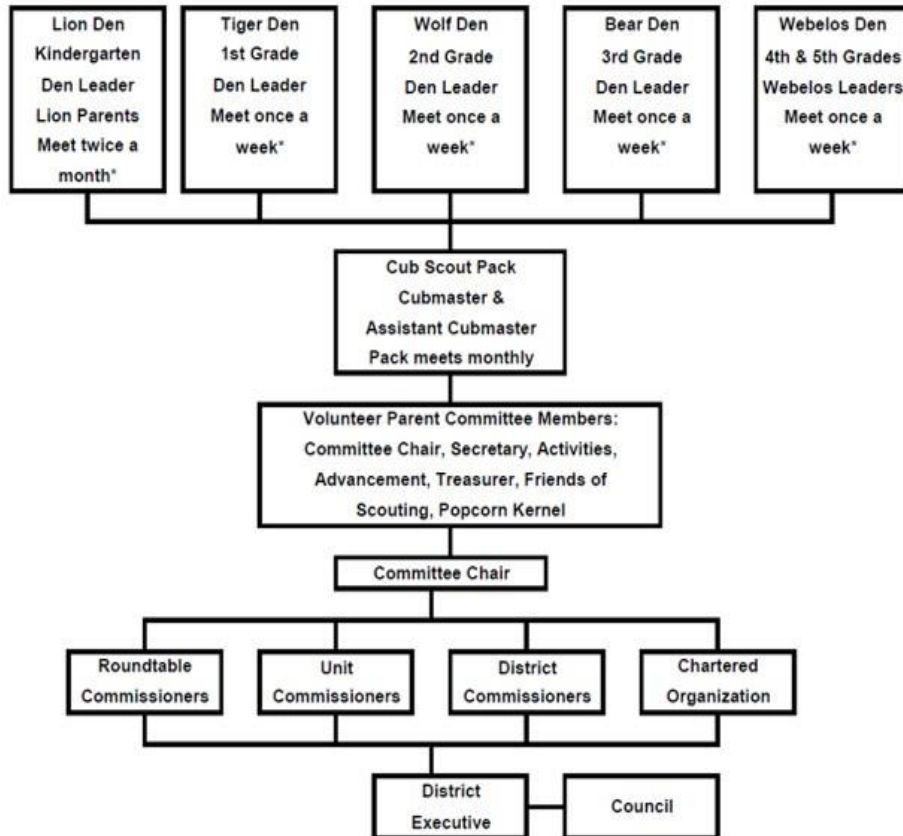 Lion Den
Kindergarten
Den Leader
Lion Parents
Meet twice a
month*
Tiger Den
1st Grade
Den Leader
Meet once a
week*
Wolf Den
2nd Grade
Den Leader
Meet once a
week*
Bear Den
3rd Grade
Den Leader
Meet once a
week*
Webelos Den
4th & 5th Grades
Webelos Leaders
Meet once a
week*
Cub Scout Pack
Cubmaster &
Assistant Cubmaster
Pack meets monthly
Volunteer Parent Committee Members:
Committee Chair, Secretary, Activities,
Advancement, Treasurer, Friends of
Scouting, Popcorn Kernel
Committee Chair
Roundtable
Commissioners
Unit
Commissioners
District
Commissioners
Chartered
Organization
District
Executive
Council